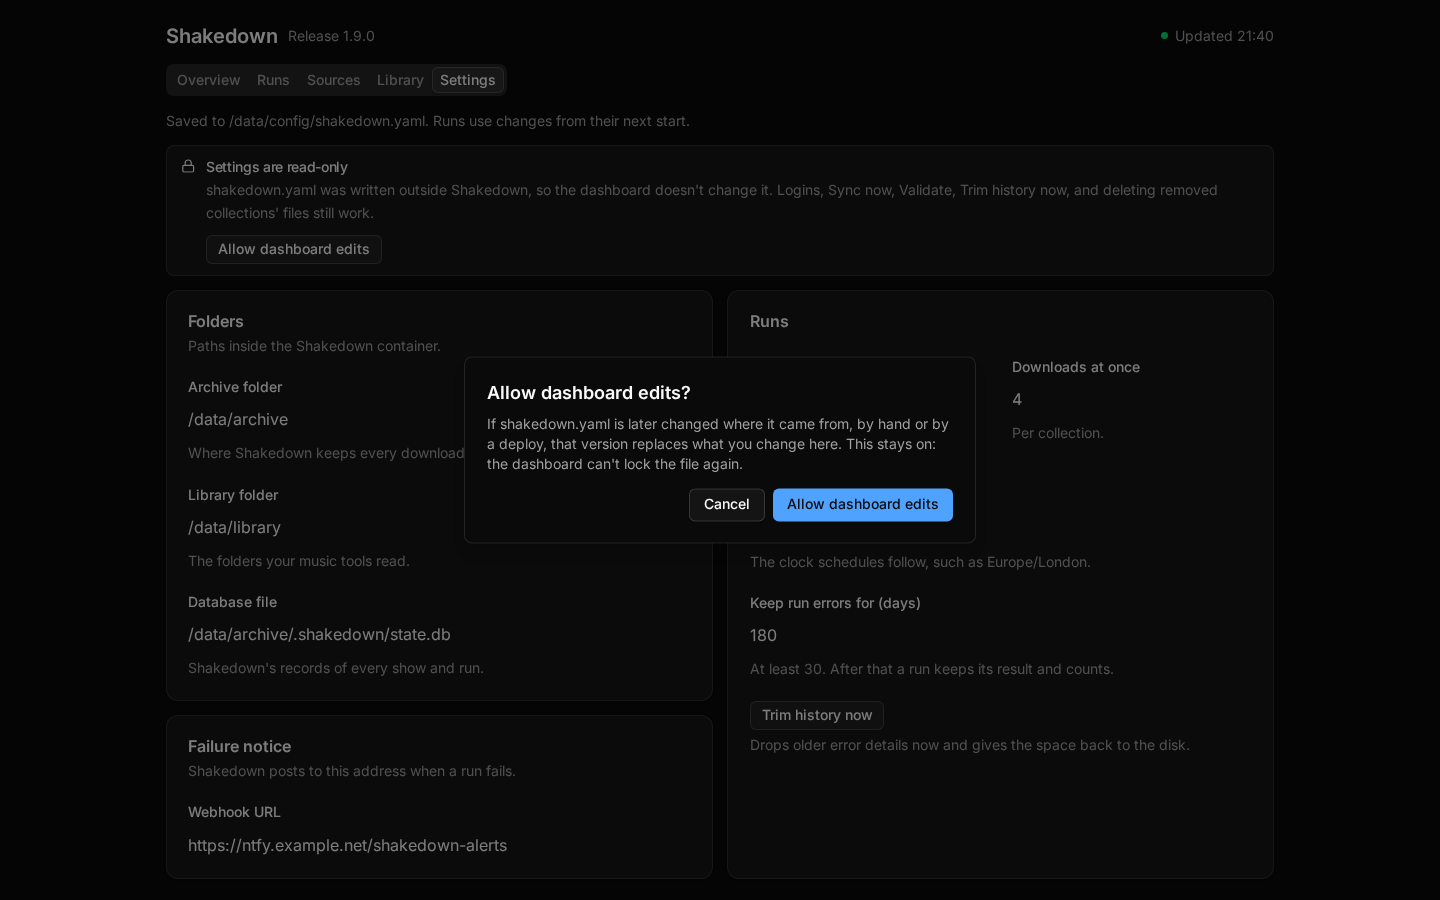 Shakedown Release 1.9.0
Updated 21:40
Overview Runs Sources Library Settings
Saved to /data/config/shakedown.yaml. Runs use changes from their next start.
Settings are read-only
shakedown.yaml was written outside Shakedown, so the dashboard doesn't change it. Logins, Sync now, Validate, Trim history now, and deleting removed
collections' files still work.
Allow dashboard edits
Folders
Paths inside the Shakedown container.
Archive folder
/data/archive
Where Shakedown keeps every download
Library folder
/data/library
The folders your music tools read.
Database file
/data/archive/.shakedown/state.db
Shakedown's records of every show and run.
Failure notice
Shakedown posts to this address when a run fails.
Webhook URL
https://ntfy.example.net/shakedown-alerts
Runs
Downloads at once
4
Per collection.
The clock schedules follow, such as Europe/London.
Keep run errors for (days)
180
At least 30. After that a run keeps its result and counts.
Trim history now
Drops older error details now and gives the space back to the disk.
Allow dashboard edits?
If shakedown.yaml is later changed where it came from, by hand or by
a deploy, that version replaces what you change here. This stays on:
the dashboard can't lock the file again.
Cancel
Allow dashboard edits